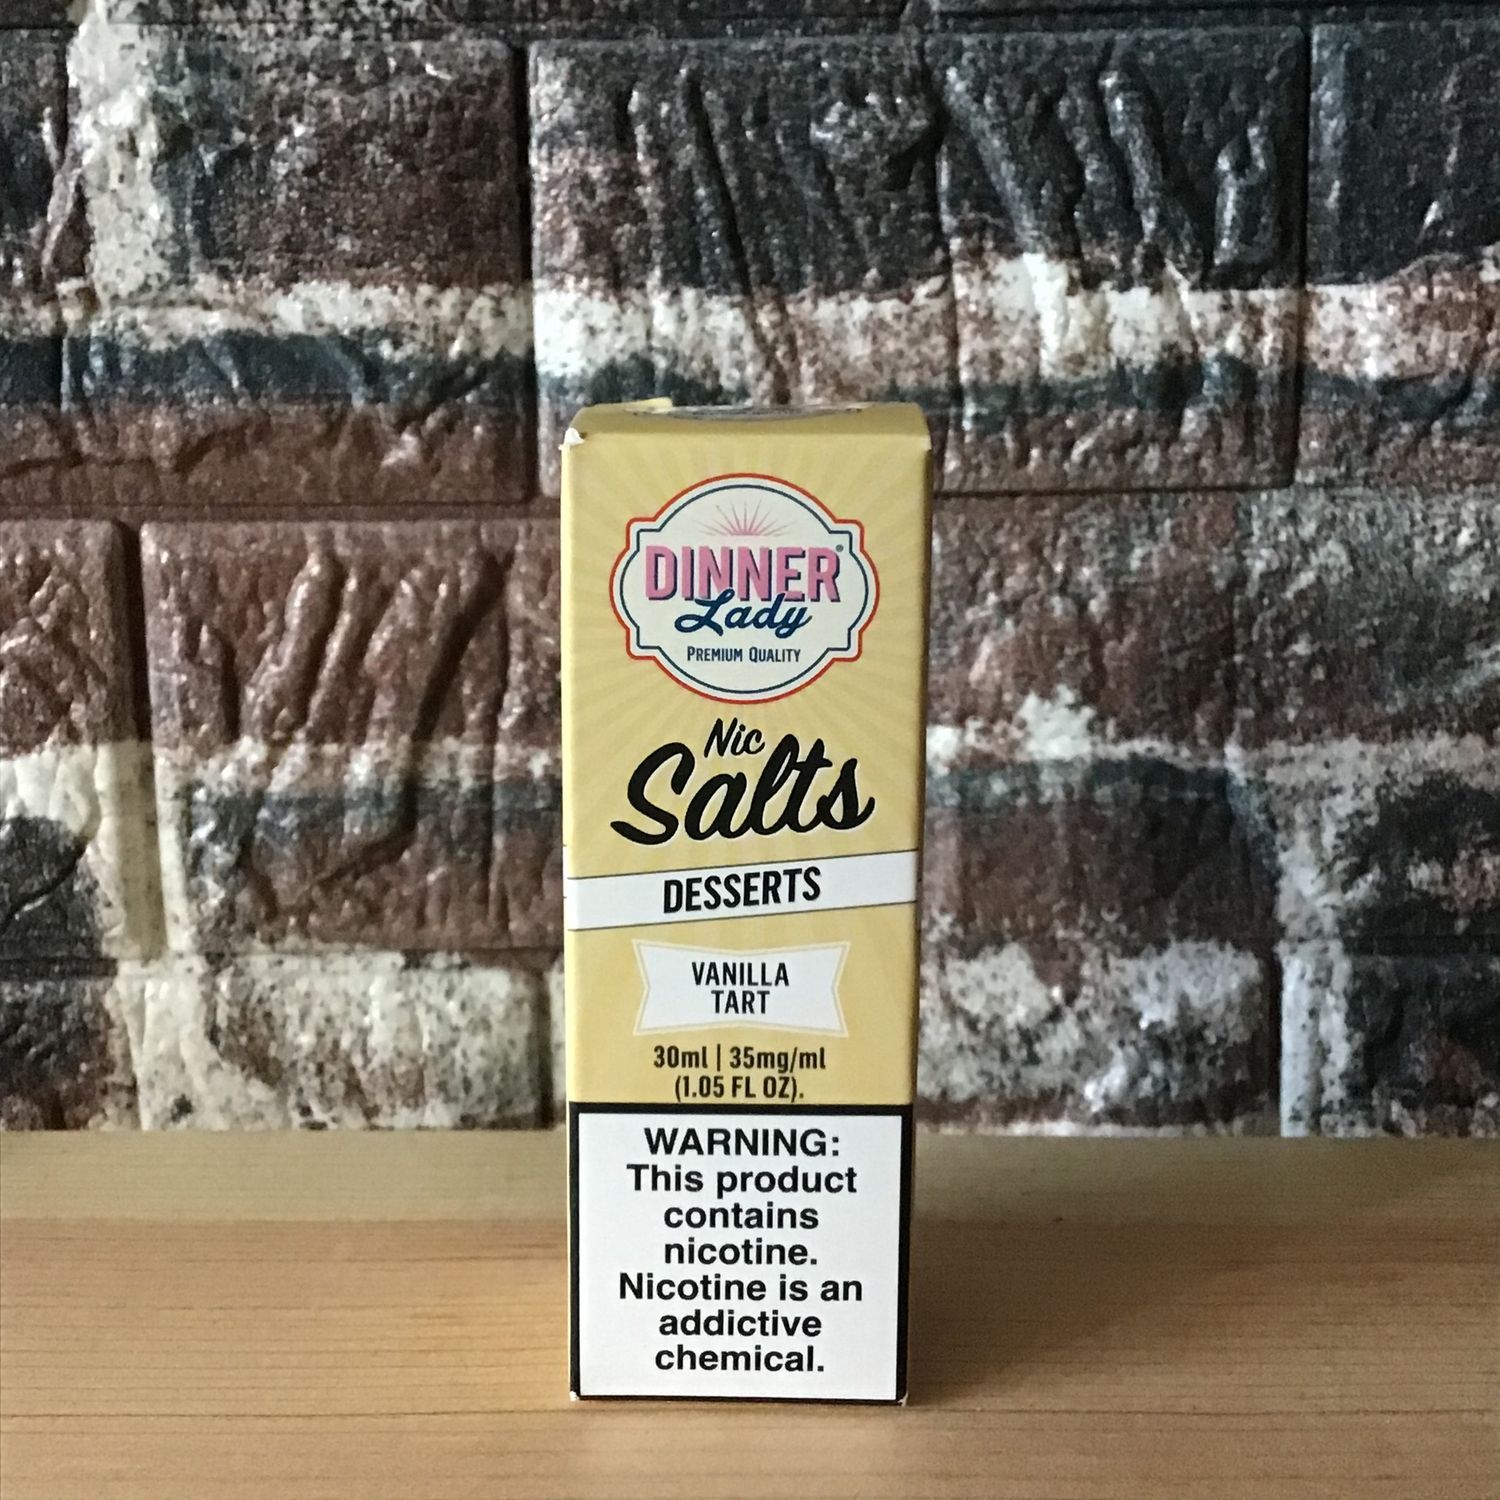 DINNER®
Lady
PREMIUM QUALITY
Nic
Salts
DESSERTS
VANILLA
TART
30ml | 35mg/ml
(1.05 FL OZ).
WARNING:
This product
contains
nicotine.
Nicotine is an
addictive
chemical.